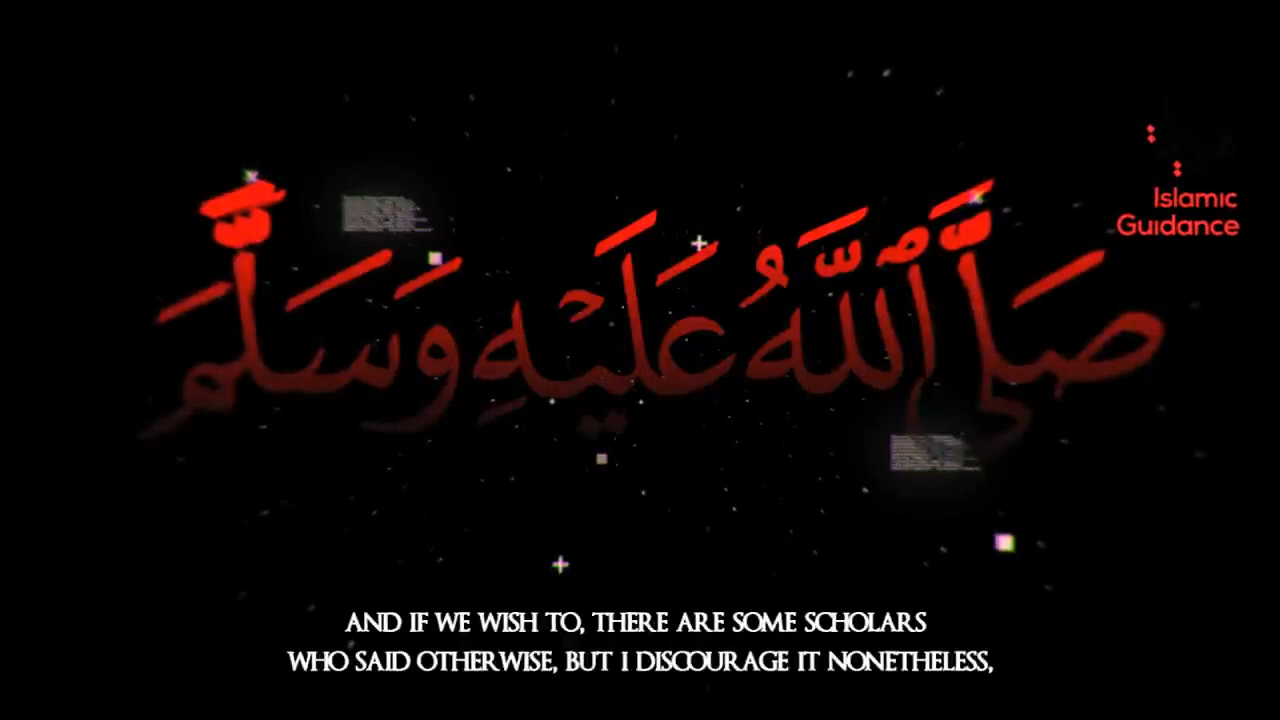 صَلَّى ٱللَّهُ عَلَيْهِ وَسَلَّمَ
Islamic
Guidance
AND IF WE WISH TO, THERE ARE SOME SCHOLARS
WHO SAID OTHERWISE, BUT I DISCOURAGE IT NONETHELESS,